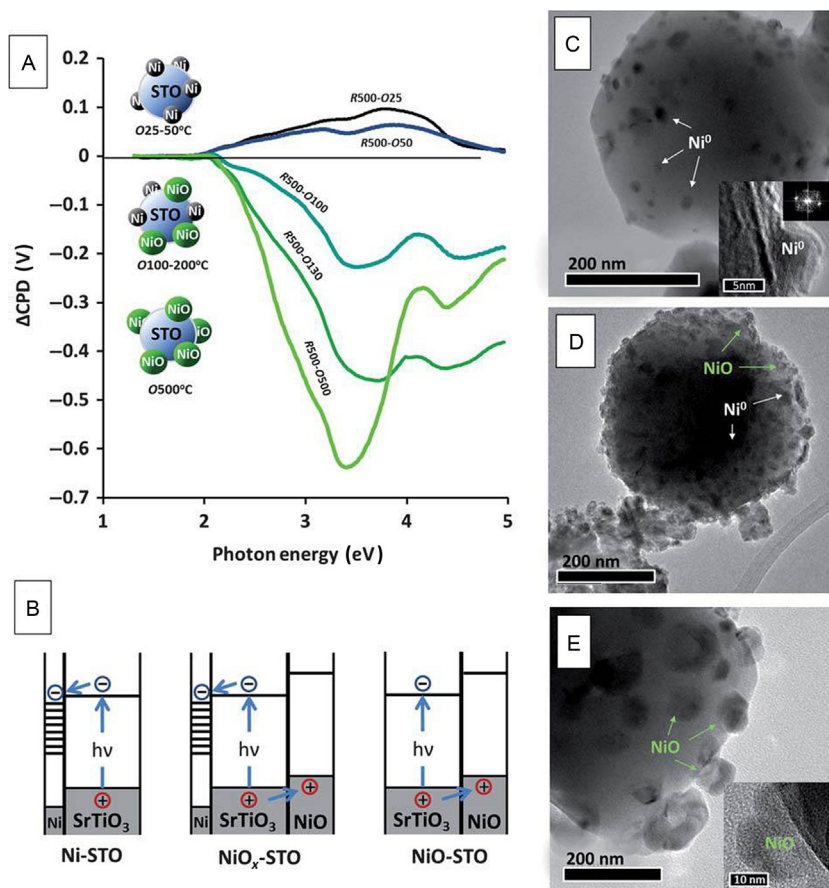 A
0.2
0.1
0
−0.1
−0.2
−0.3
−0.4
−0.5
−0.6
−0.7
ΔCPD (V)
1
2
3
4
5
Photon energy (eV)
Ni
Ni
Ni
Ni
Ni
STO
O25-50°C
Ni
NiO
STO
Ni
NiO
NiO
O100-200°C
NiO
NiO
STO
NiO
NiO
NiO
O500°C
R500-O25
R500-O50
R500-O100
R500-O130
R500-O500
B
hν
Ni
SrTiO3
Ni-STO
hν
Ni
SrTiO3
NiO
NiOx-STO
hν
SrTiO3
NiO
NiO-STO
C
Ni0
Ni0
200 nm
5nm
D
NiO
Ni0
200 nm
E
NiO
NiO
200 nm
10 nm